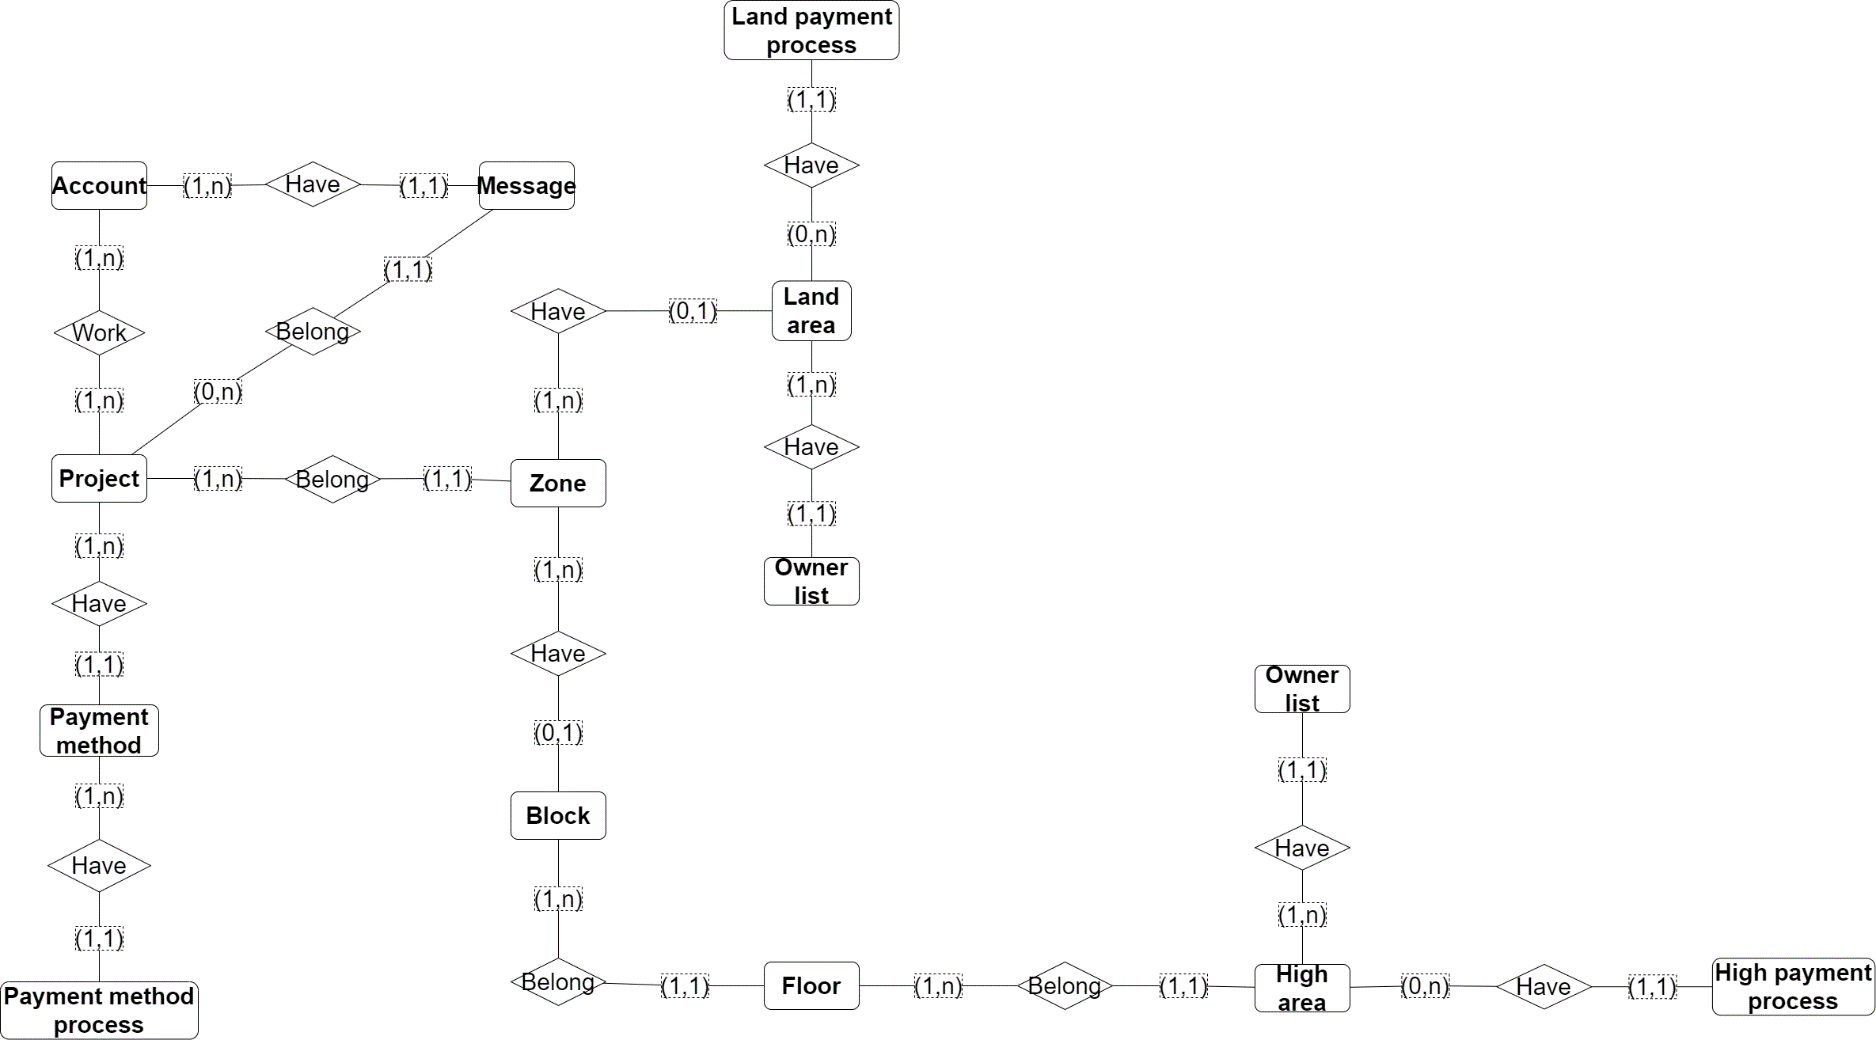 Land payment
process
(1,1)
Have
Account
(1,n)
Have
(1,1)
Message
(0,n)
(1,n)
(1,1)
Land
area
Have
(0,1)
Work
Belong
(1,n)
(0,n)
(1,n)
(1,n)
Have
Project
(1,n)
Belong
(1,1)
Zone
(1,1)
(1,n)
(1,n)
Owner
list
Have
Have
(1,1)
Owner
list
Payment
method
(0,1)
(1,1)
(1,n)
Block
Have
Have
(1,n)
(1,n)
(1,1)
Belong
(1,1)
Floor
(1,n)
Belong
(1,1)
High
area
(0,n)
Have
(1,1)
High payment
process
Payment method
process